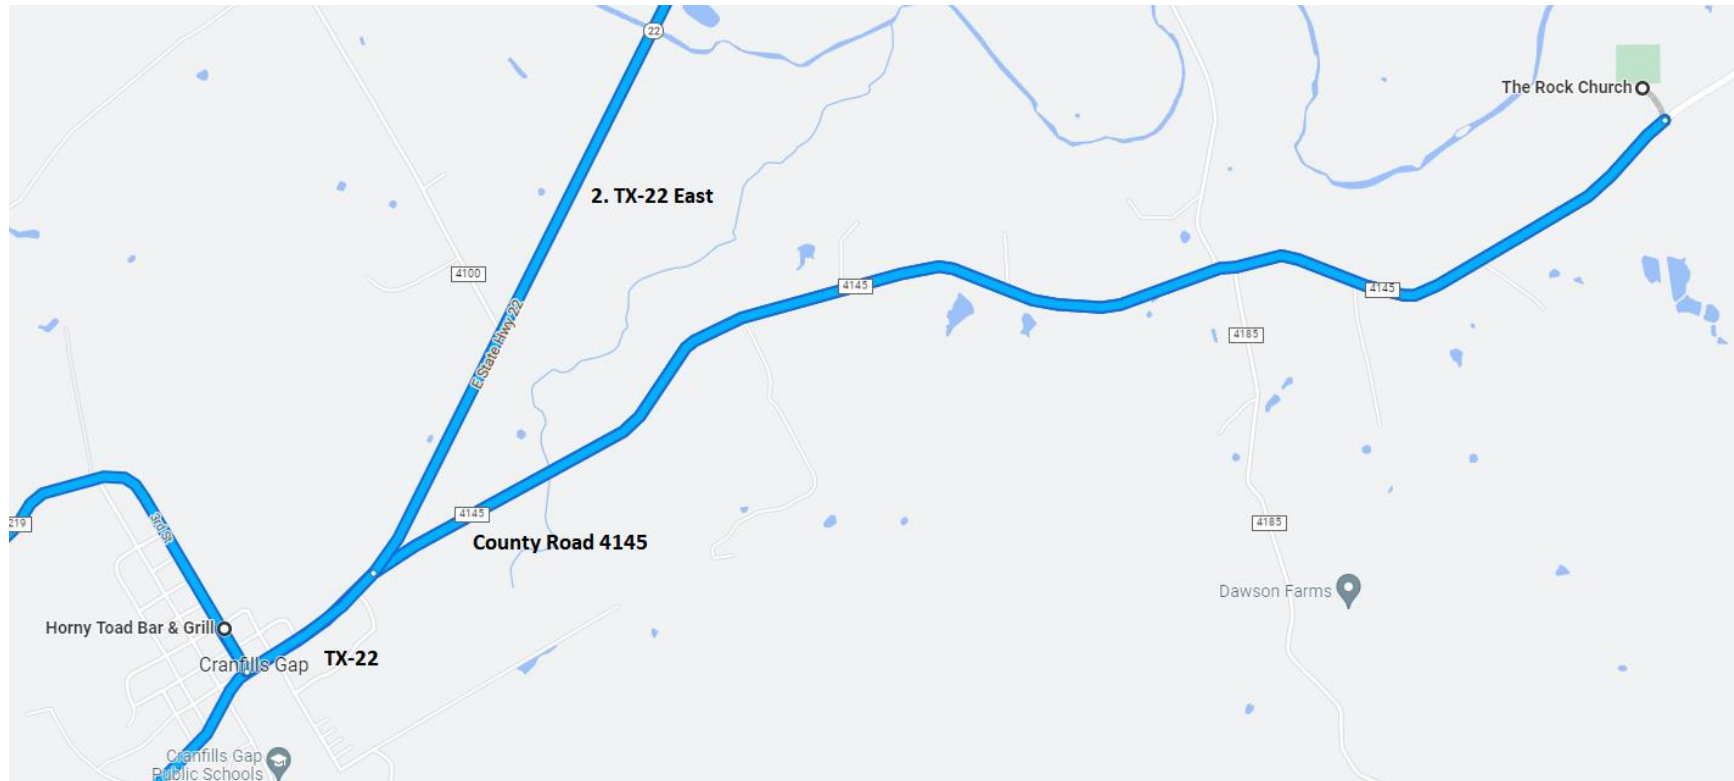 22
The Rock Church
2. TX-22 East
4100
4145
4145
E State Hwy 22
4185
219
3rd St
4145
County Road 4145
4185
Dawson Farms
Horny Toad Bar & Grill
Cranfills Gap
TX-22
Cranfills Gap
Public Schools